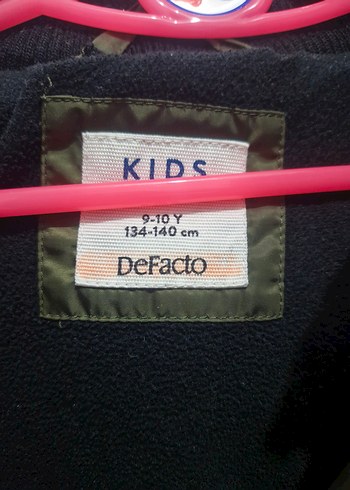 KIDS
9-10 Y
134-140 cm
DeFacto